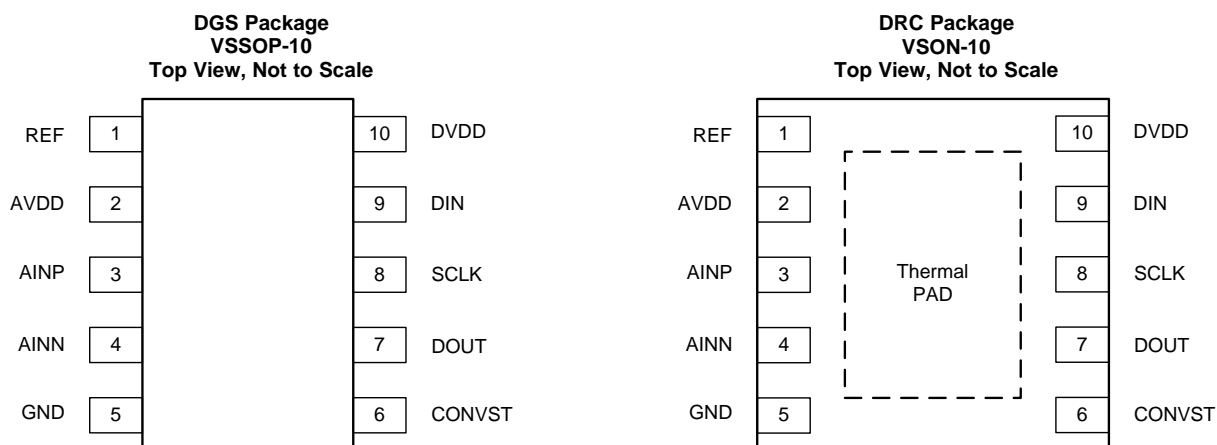 DGS Package
VSSOP-10
Top View, Not to Scale
REF 1 10 DVDD
AVDD 2 9 DIN
AINP 3 8 SCLK
AINN 4 7 DOUT
GND 5 6 CONVST
DRC Package
VSON-10
Top View, Not to Scale
REF 1 10 DVDD
AVDD 2 9 DIN
AINP 3 8 SCLK
Thermal
PAD
AINN 4 7 DOUT
GND 5 6 CONVST